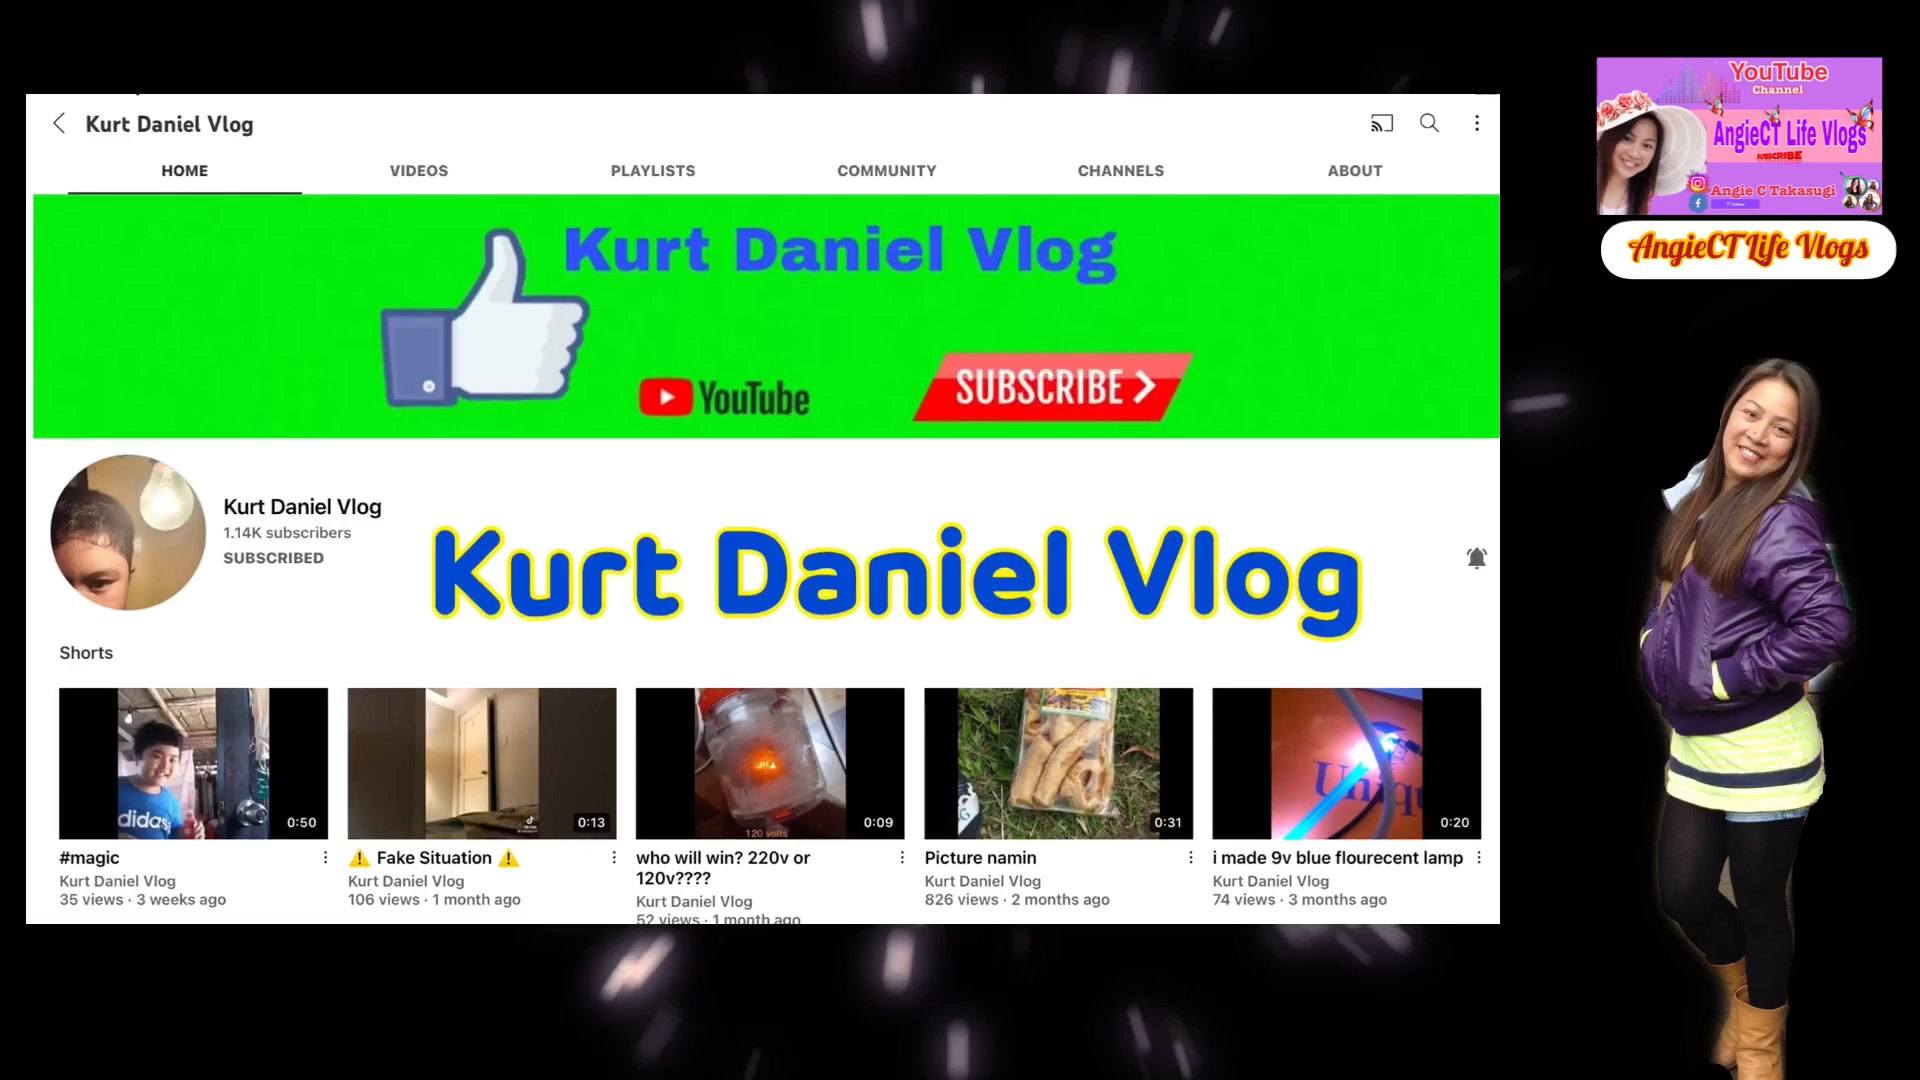 Kurt Daniel Vlog
HOME VIDEOS PLAYLISTS COMMUNITY CHANNELS ABOUT
Kurt Daniel Vlog
YouTube
SUBSCRIBE
Kurt Daniel Vlog
1.14K subscribers
SUBSCRIBED
Kurt Daniel Vlog
Shorts
adidas
0:50
0:13
120 volts
0:09
0:31
Uniqu
0:20
#magic
Kurt Daniel Vlog
35 views · 3 weeks ago
⚠️ Fake Situation ⚠️
Kurt Daniel Vlog
106 views · 1 month ago
who will win? 220v or
120v????
Kurt Daniel Vlog
52 views · 1 month ago
Picture namin
Kurt Daniel Vlog
826 views · 2 months ago
i made 9v blue flourecent lamp
Kurt Daniel Vlog
74 views · 3 months ago
YouTube
Channel
AngieCT Life Vlogs
SUBSCRIBE
Angie C Takasugi
AngieCT Life Vlogs